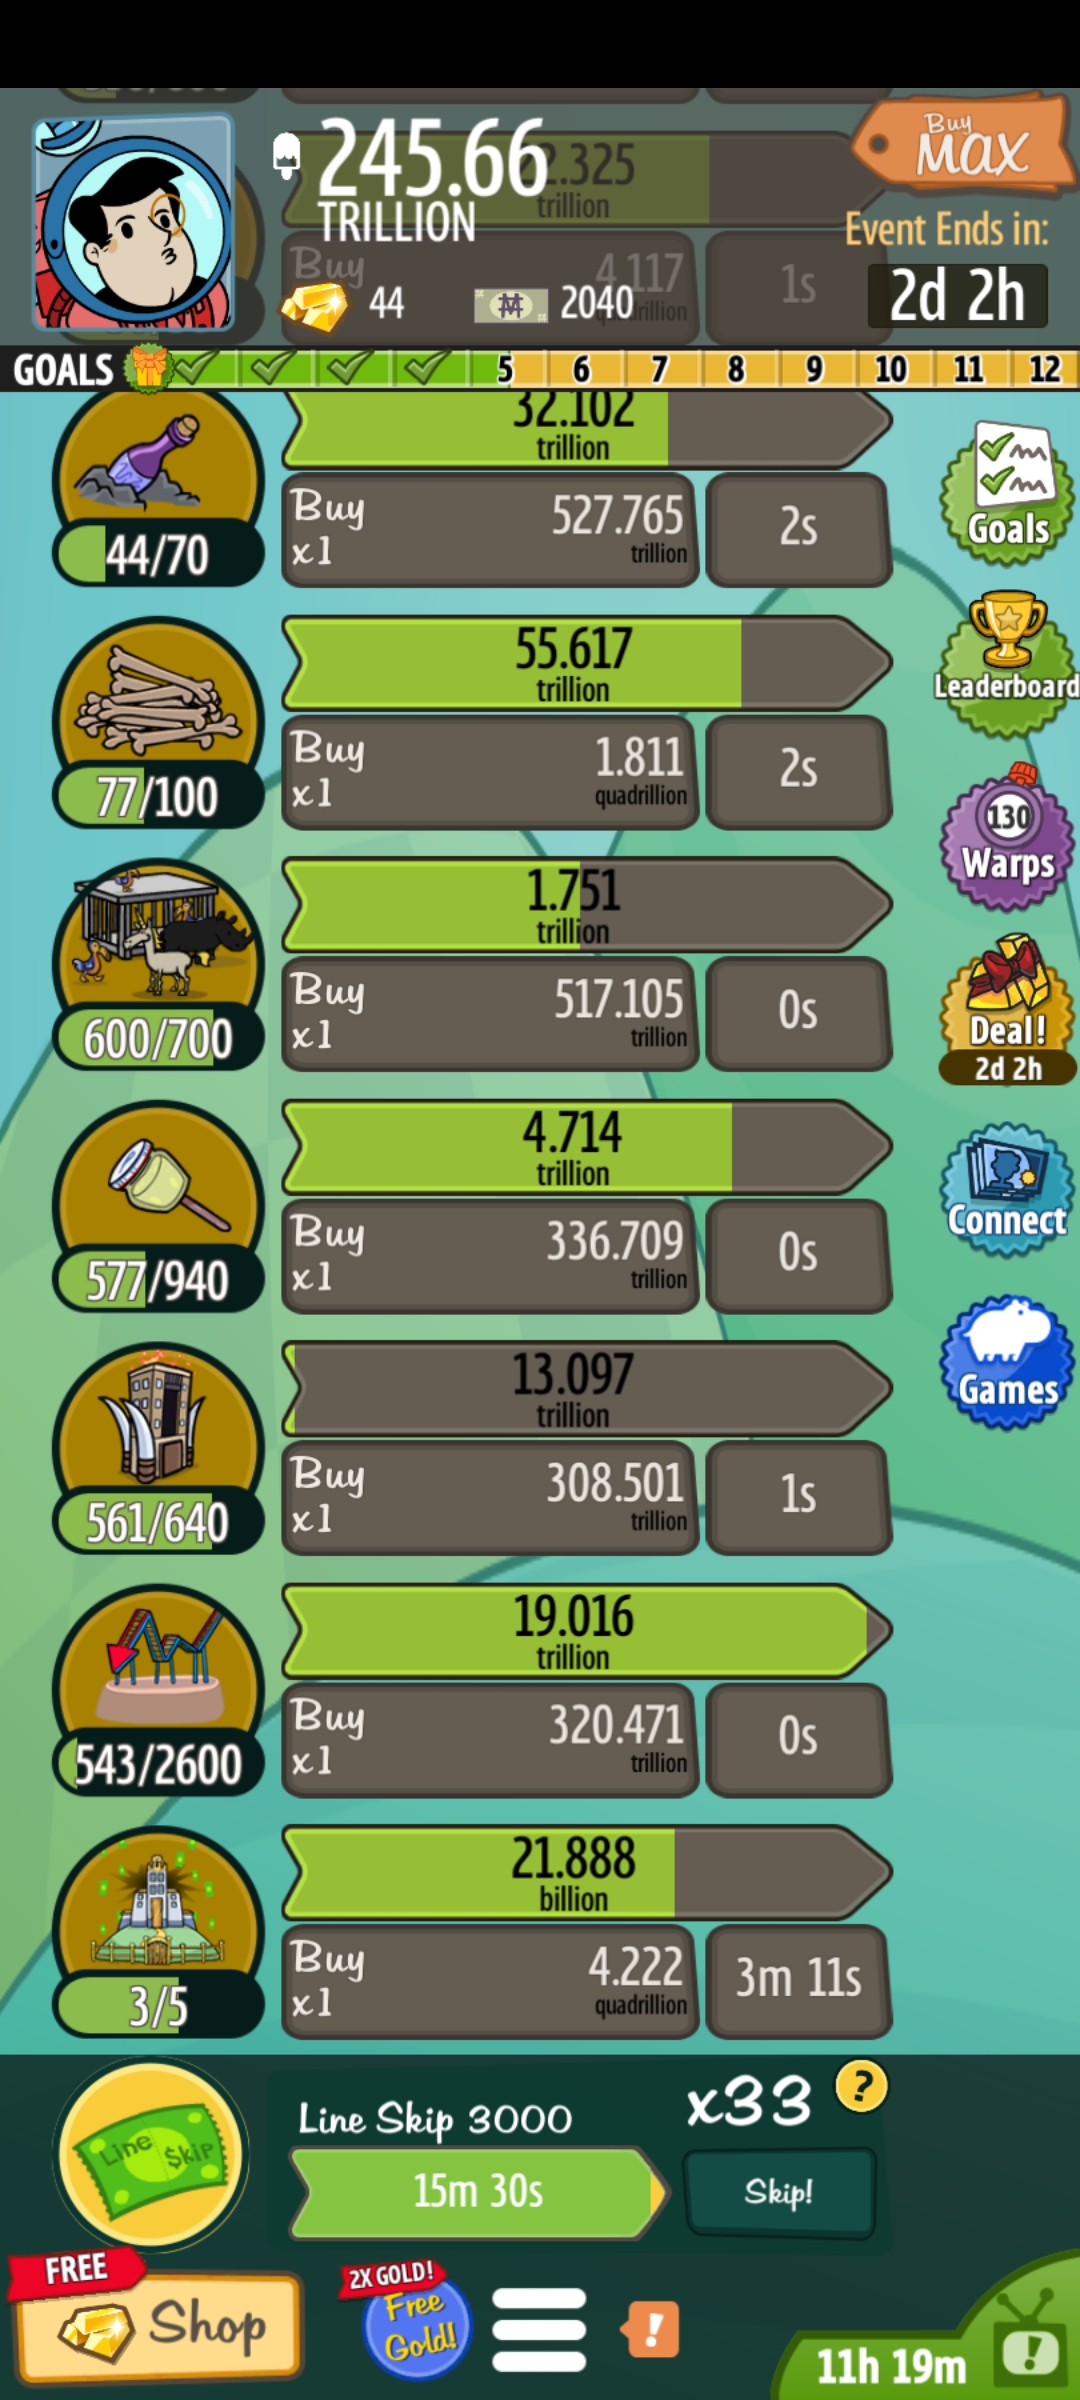 245.66
TRILLION
2.325
trillion
Buy
4.117
1s
44
2040
Buy
MAX
Event Ends in:
2d 2h
GOALS
5
6
7
8
9
10
11
12
32.102
trillion
44/70
Buy
x1
527.765
trillion
2s
55.617
trillion
77/100
Buy
x1
1.811
quadrillion
2s
1.751
trillion
600/700
Buy
x1
517.105
trillion
0s
4.714
trillion
577/940
Buy
x1
336.709
trillion
0s
13.097
trillion
561/640
Buy
x1
308.501
trillion
1s
19.016
trillion
543/2600
Buy
x1
320.471
trillion
0s
21.888
billion
3/5
Buy
x1
4.222
quadrillion
3m 11s
Goals
Leaderboard
130
Warps
Deal!
2d 2h
Connect
Games
Line $kip
Line Skip 3000
15m 30s
x33
?
Skip!
FREE
Shop
2X GOLD!
Free
Gold!
!
11h 19m
!